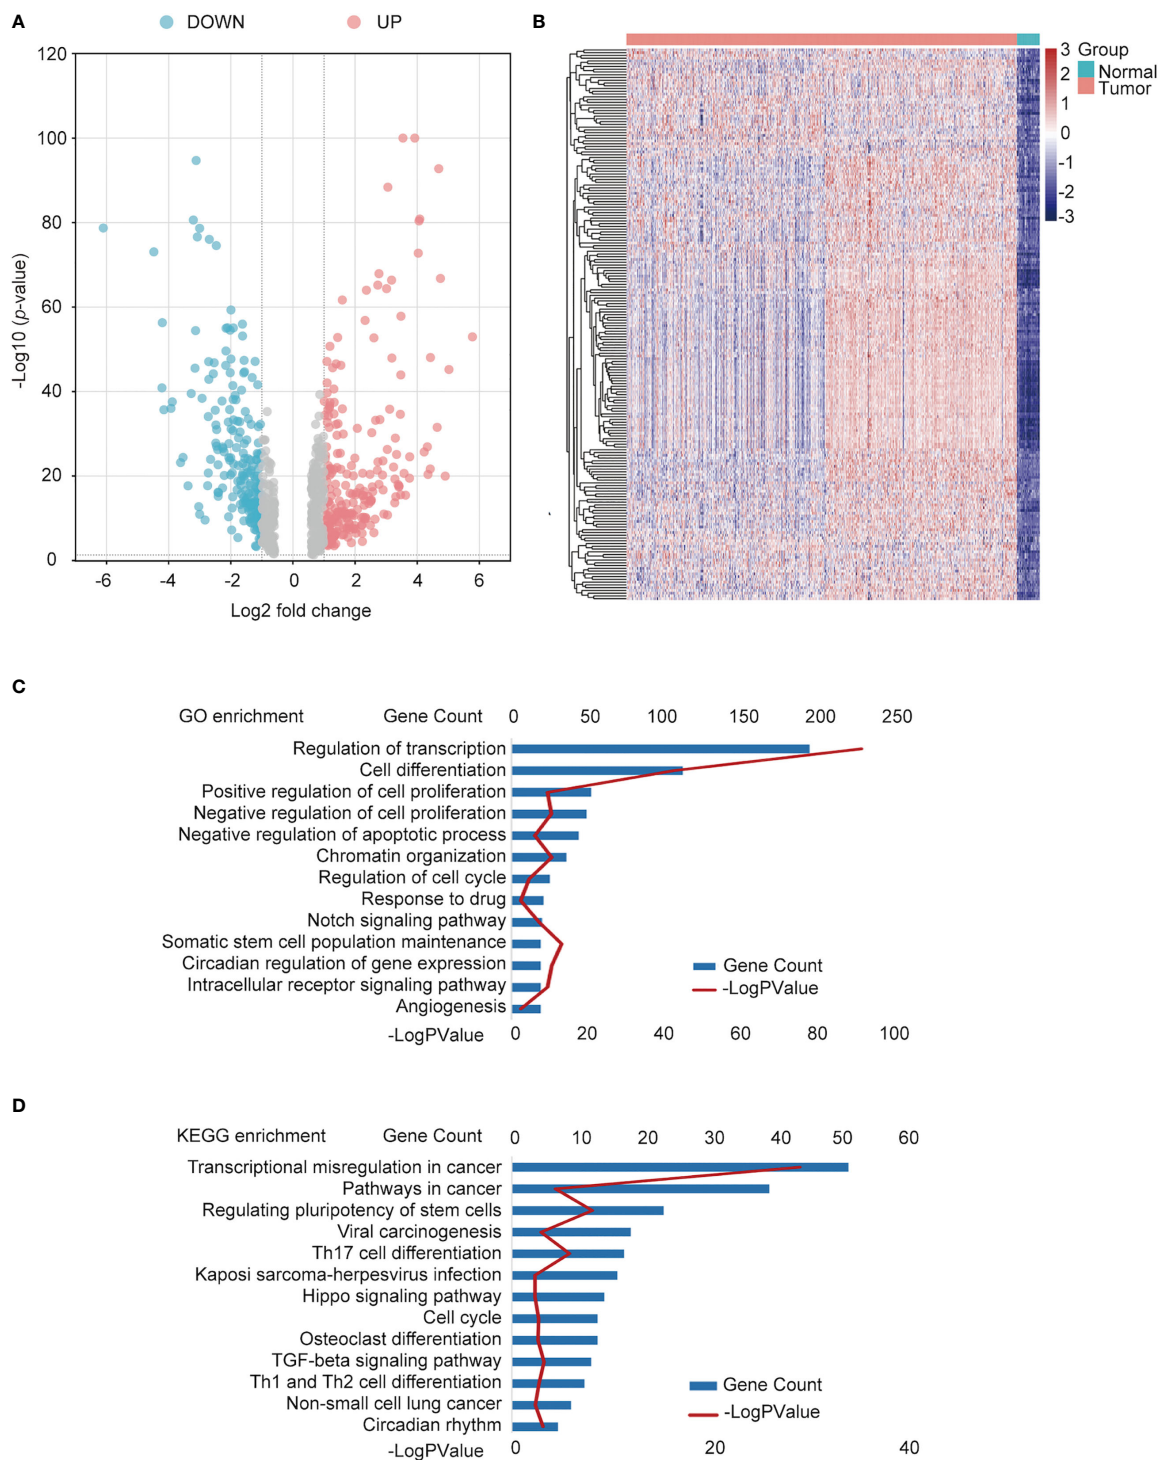 A
DOWN
UP
120
100
80
60
40
20
0
-Log10 (p-value)
-6 -4 -2 0 2 4 6
Log2 fold change
B
3
2
1
0
-1
-2
-3
Group
Normal
Tumor
C
GO enrichment Gene Count 0 50 100 150 200 250
Regulation of transcription
Cell differentiation
Positive regulation of cell proliferation
Negative regulation of cell proliferation
Negative regulation of apoptotic process
Chromatin organization
Regulation of cell cycle
Response to drug
Notch signaling pathway
Somatic stem cell population maintenance
Circadian regulation of gene expression
Intracellular receptor signaling pathway
Angiogenesis
Gene Count
-LogPValue
-LogPValue 0 20 40 60 80 100
D
KEGG enrichment Gene Count 0 10 20 30 40 50 60
Transcriptional misregulation in cancer
Pathways in cancer
Regulating pluripotency of stem cells
Viral carcinogenesis
Th17 cell differentiation
Kaposi sarcoma-herpesvirus infection
Hippo signaling pathway
Cell cycle
Osteoclast differentiation
TGF-beta signaling pathway
Th1 and Th2 cell differentiation
Non-small cell lung cancer
Circadian rhythm
Gene Count
-LogPValue
-LogPValue 0 20 40